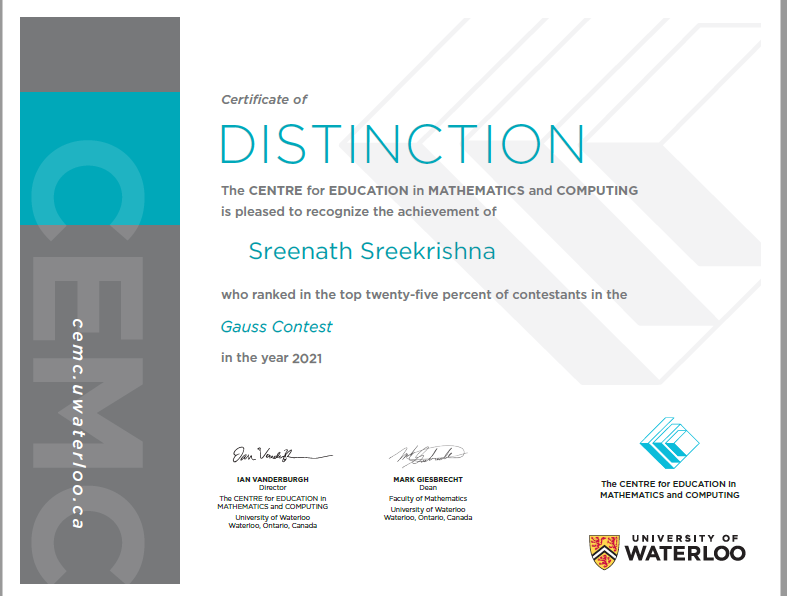 Certificate of
DISTINCTION
The CENTRE for EDUCATION in MATHEMATICS and COMPUTING
is pleased to recognize the achievement of
Sreenath Sreekrishna
who ranked in the top twenty-five percent of contestants in the
Gauss Contest
in the year 2021
CEMC
cemc.uwaterloo.ca
IAN VANDERBURGH
Director
The CENTRE for EDUCATION in
MATHEMATICS and COMPUTING
University of Waterloo
Waterloo, Ontario, Canada
MARK GIESBRECHT
Dean
Faculty of Mathematics
University of Waterloo
Waterloo, Ontario, Canada
The CENTRE for EDUCATION in
MATHEMATICS and COMPUTING
UNIVERSITY OF
WATERLOO